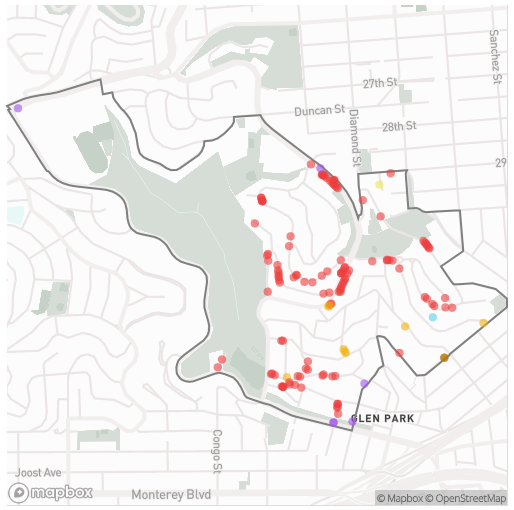 Sanchez St
27th St
Duncan St
Diamond St
28th St
29
GLEN PARK
Congo St
Joost Ave
Monterey Blvd
mapbox
© Mapbox © OpenStreetMap